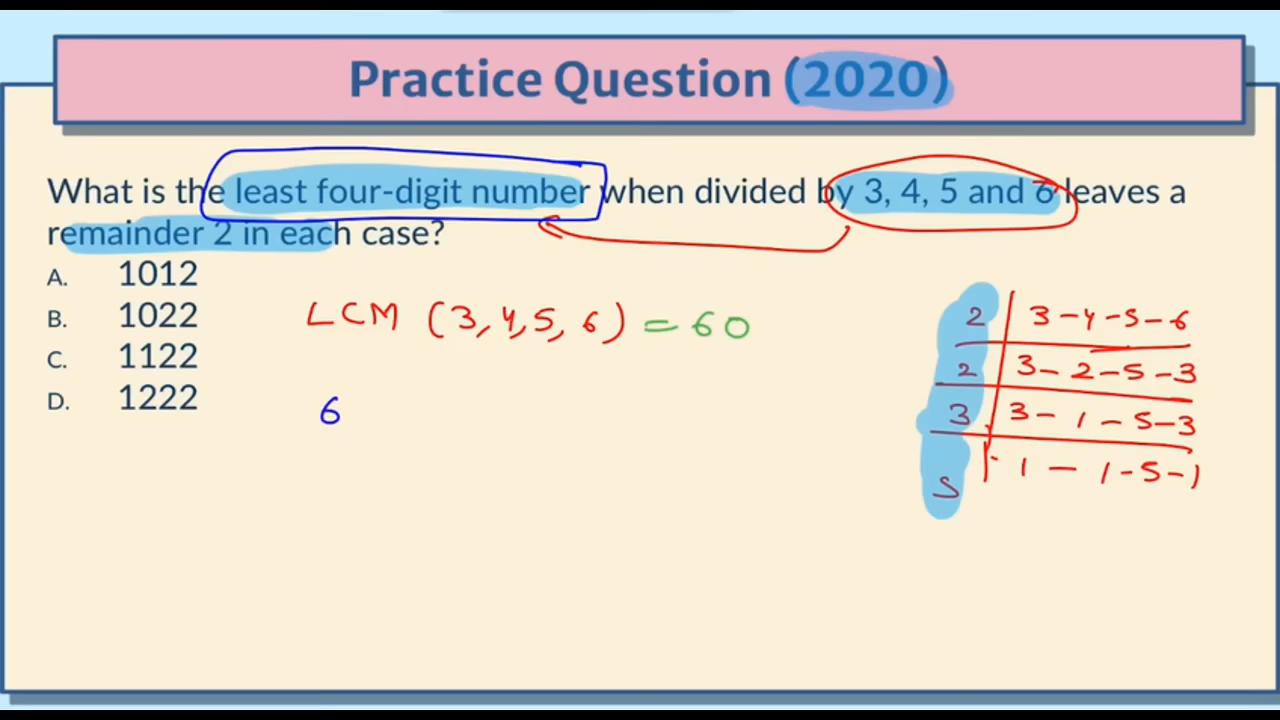 Practice Question (2020)
What is the least four-digit number when divided by 3, 4, 5 and 6 leaves a
remainder 2 in each case?
A. 1012
B. 1022
C. 1122
D. 1222
LCM (3,4,5,6) = 60
6
2 | 3-4-5-6
2 | 3-2-5-3
3 | 3-1-5-3
5 | 1-1-5-1